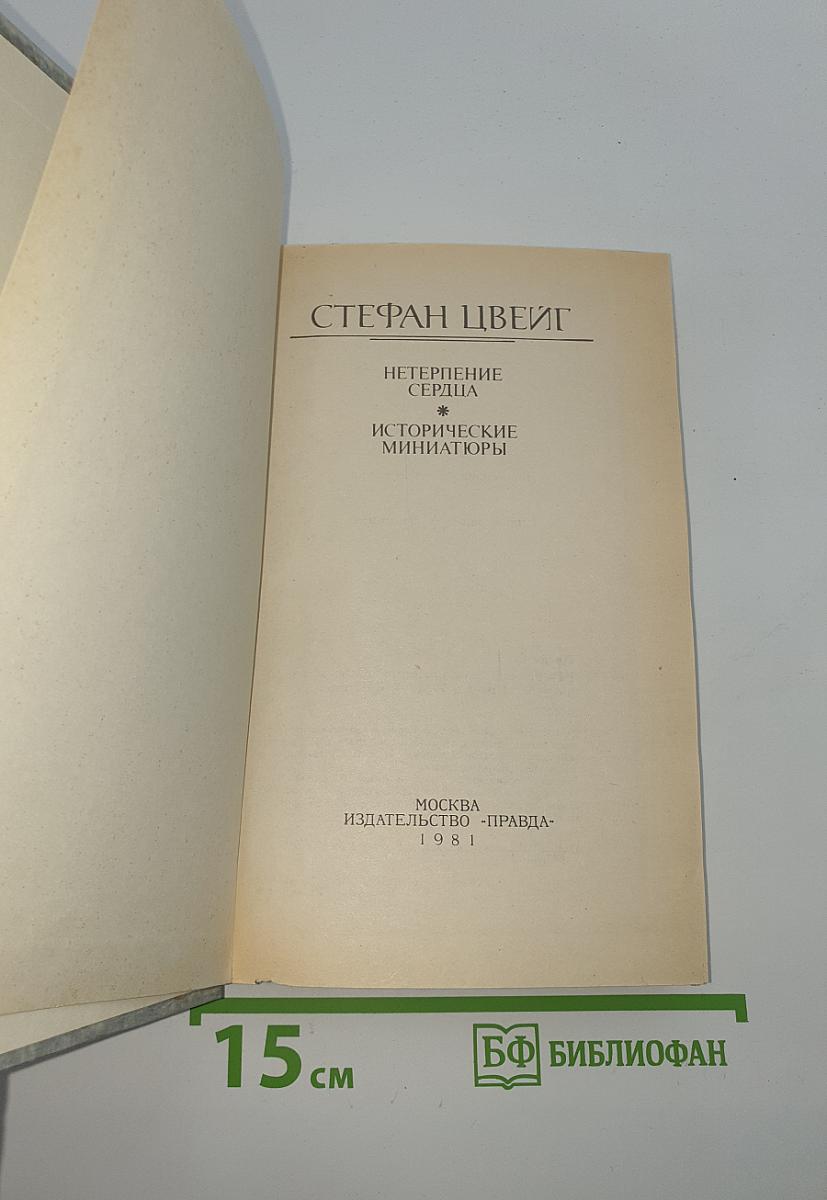 СТЕФАН ЦВЕЙГ
НЕТЕРПЕНИЕ
СЕРДЦА
*
ИСТОРИЧЕСКИЕ
МИНИАТЮРЫ
МОСКВА
ИЗДАТЕЛЬСТВО «ПРАВДА»
1981
15 см
БФ БИБЛИОФАН